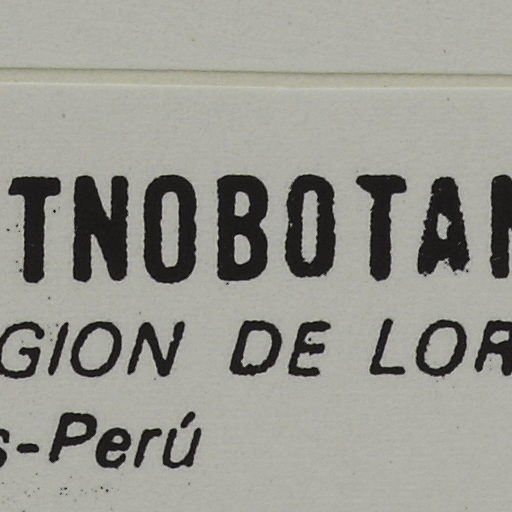 TNOBOTAN
GION DE LOR
s-Perú